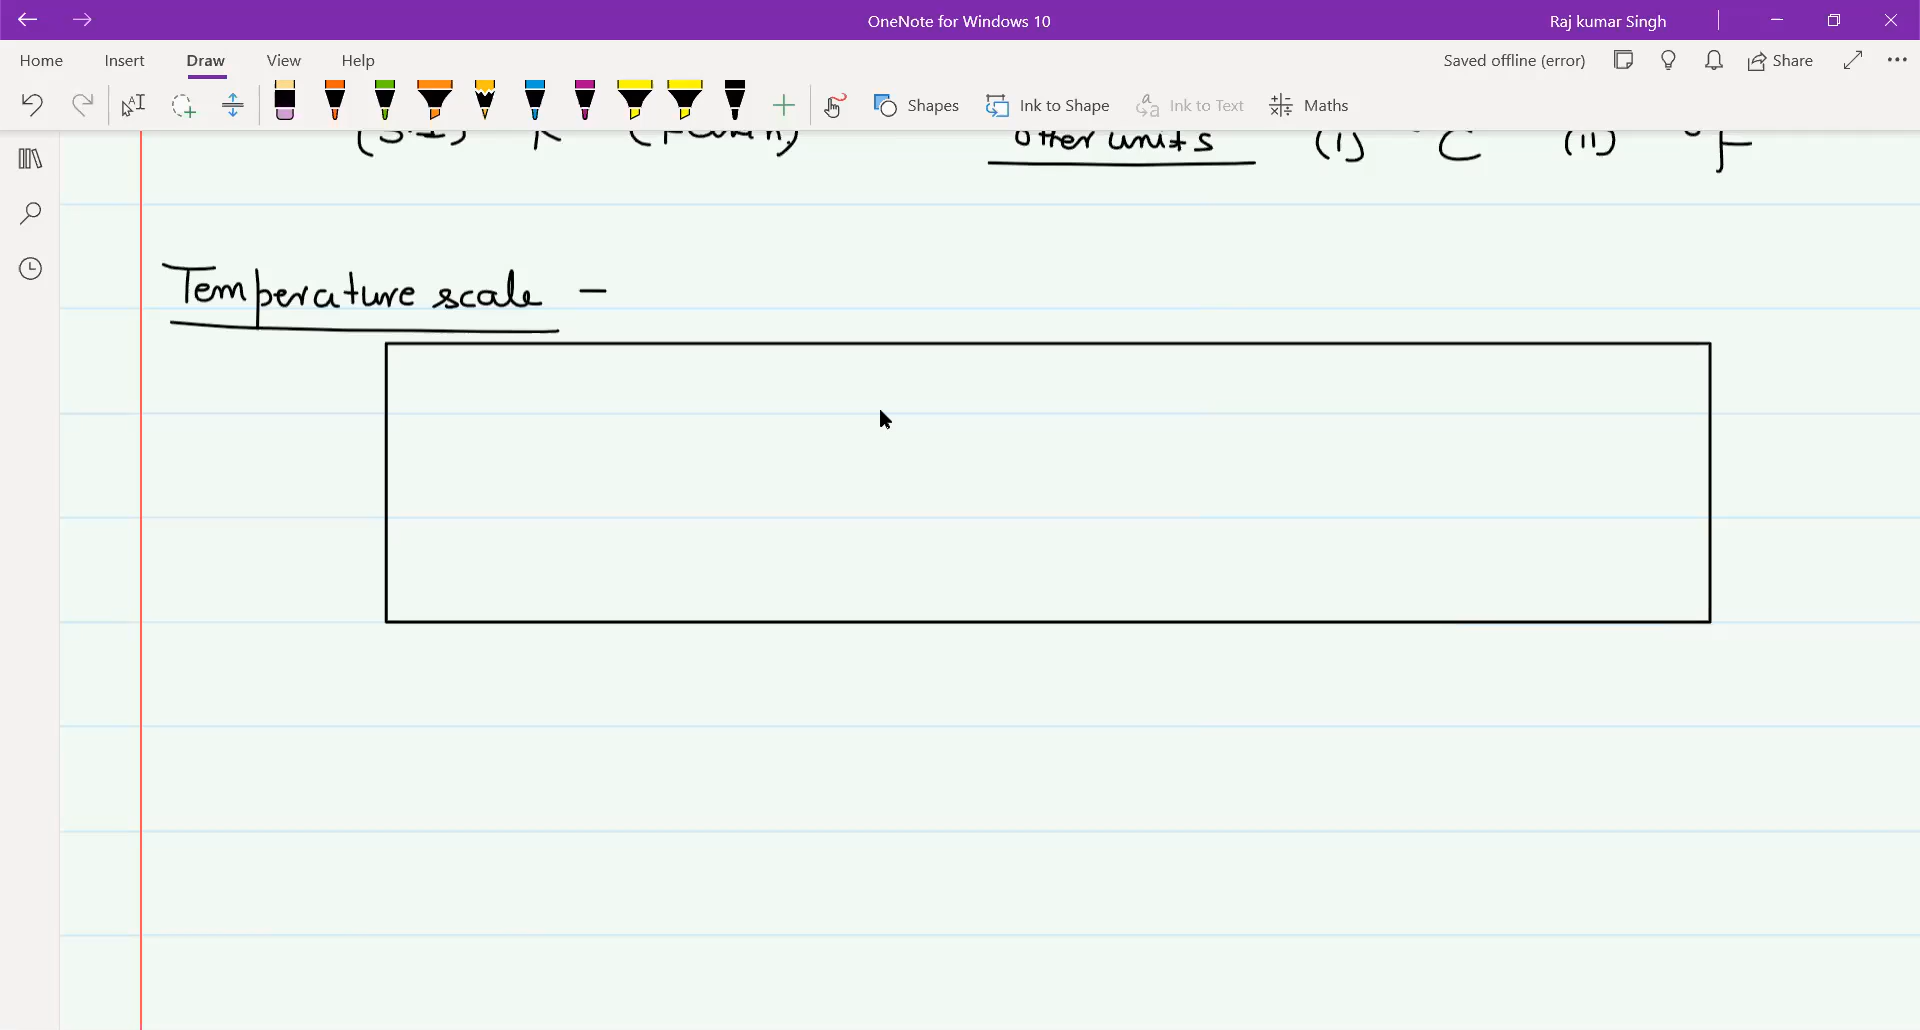 OneNote for Windows 10
Raj kumar Singh
Home Insert Draw View Help
Saved offline (error) Share
Shapes Ink to Shape Ink to Text Maths
(S.I) K (Kelvin) other units (i) °C (ii) °F
Temperature scale -